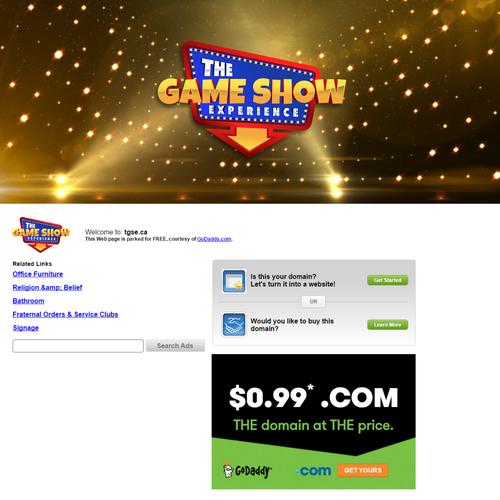 THE
GAME SHOW
EXPERIENCE
THE
GAME SHOW
EXPERIENCE
Welcome to: tgse.ca
This Web page is parked for FREE, courtesy of GoDaddy.com.
Related Links
Office Furniture
Religion &amp; Belief
Bathroom
Fraternal Orders & Service Clubs
Signage
Search Ads
Is this your domain?
Let's turn it into a website!
Get Started
OR
Would you like to buy this
domain?
Learn More
$0.99* .COM
THE domain at THE price.
GoDaddy
.com
GET YOURS